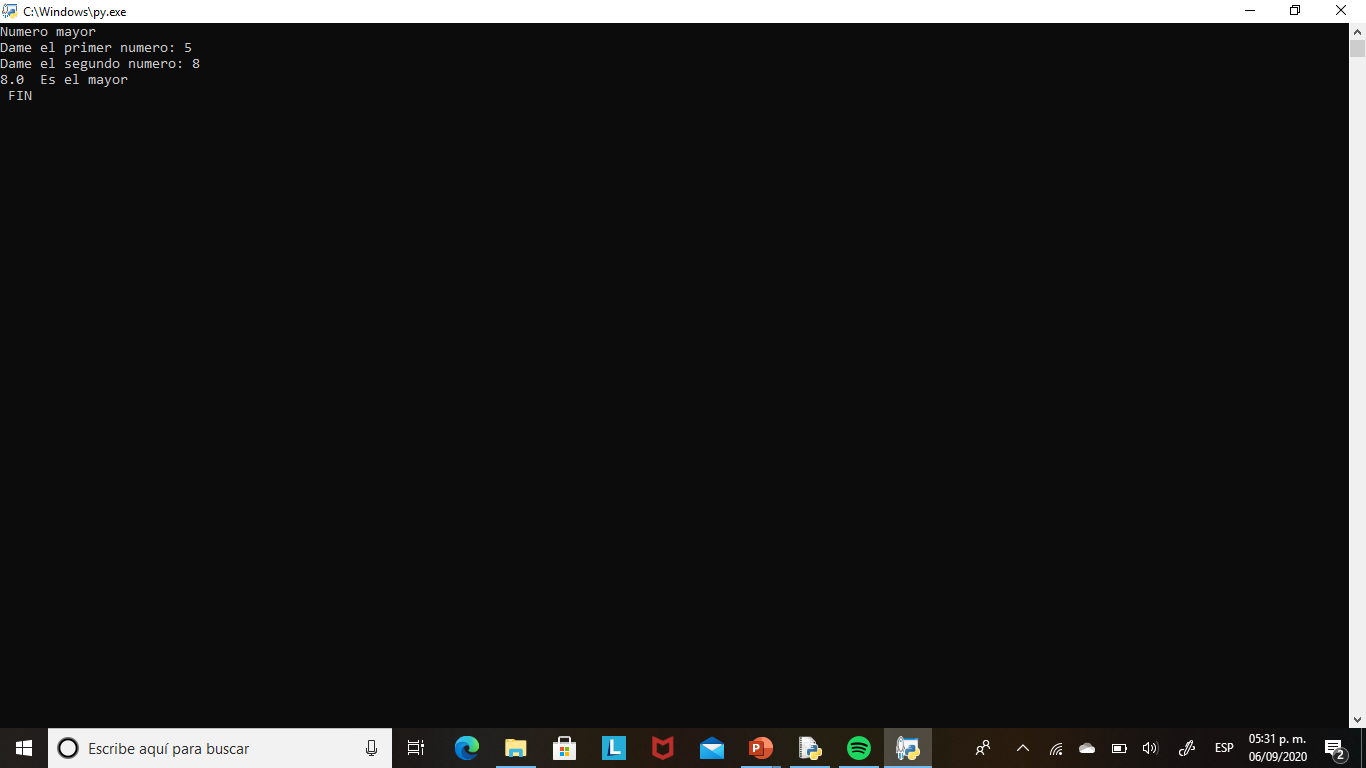 C:\Windows\py.exe
Numero mayor
Dame el primer numero: 5
Dame el segundo numero: 8
8.0  Es el mayor
 FIN
Escribe aquí para buscar
L
ESP
05:31 p. m.
06/09/2020
2